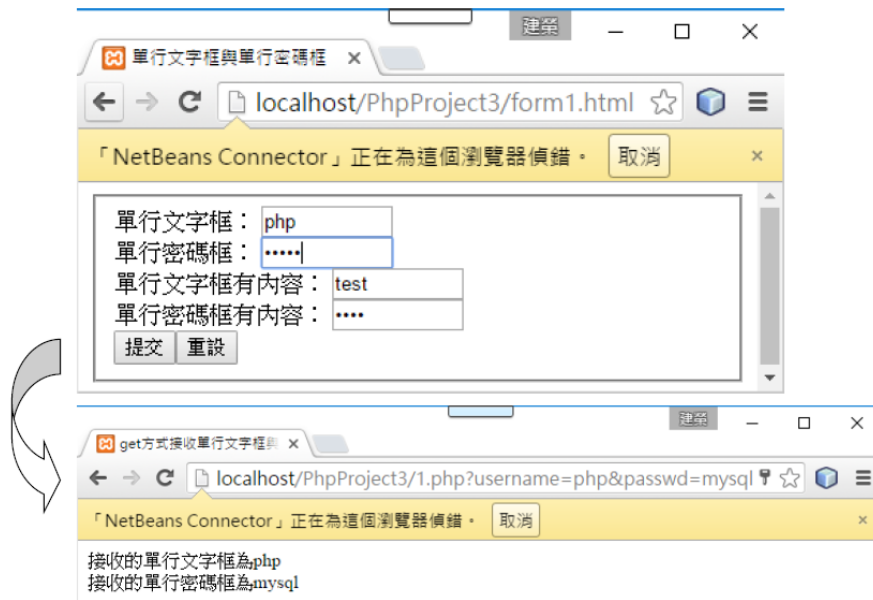 建榮
單行文字框與單行密碼框
localhost/PhpProject3/form1.html
「NetBeans Connector」正在為這個瀏覽器偵錯。 取消
單行文字框： php
單行密碼框： •••••
單行文字框有內容： test
單行密碼框有內容： ••••
提交 重設
建榮
get方式接收單行文字框
localhost/PhpProject3/1.php?username=php&passwd=mysql
「NetBeans Connector」正在為這個瀏覽器偵錯。 取消
接收的單行文字框為php
接收的單行密碼框為mysql